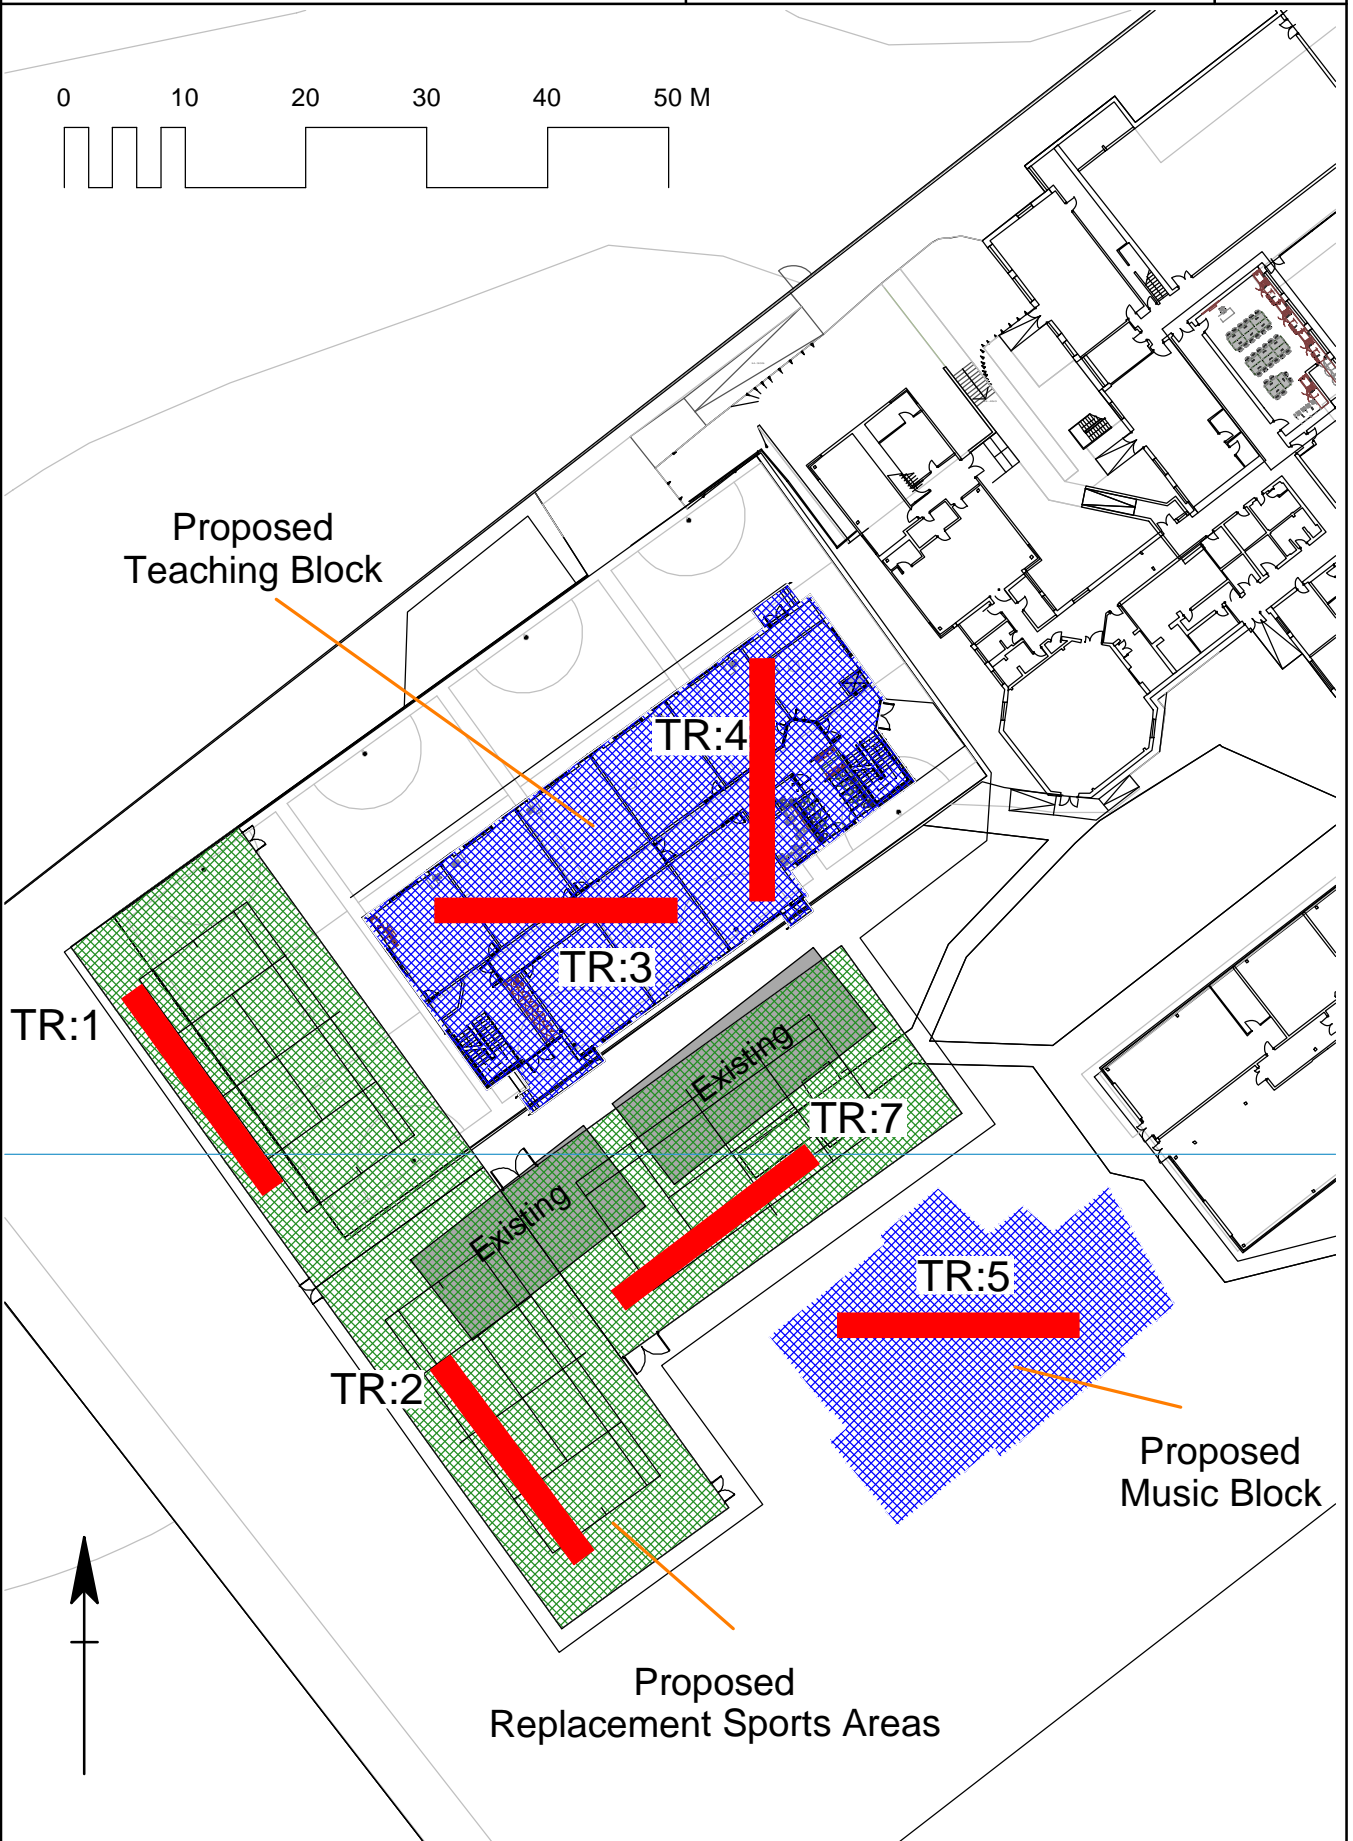 0 10 20 30 40 50 M
Proposed
Teaching Block
TR:4
TR:3
TR:1
Existing
TR:7
Existing
TR:5
TR:2
Proposed
Music Block
Proposed
Replacement Sports Areas